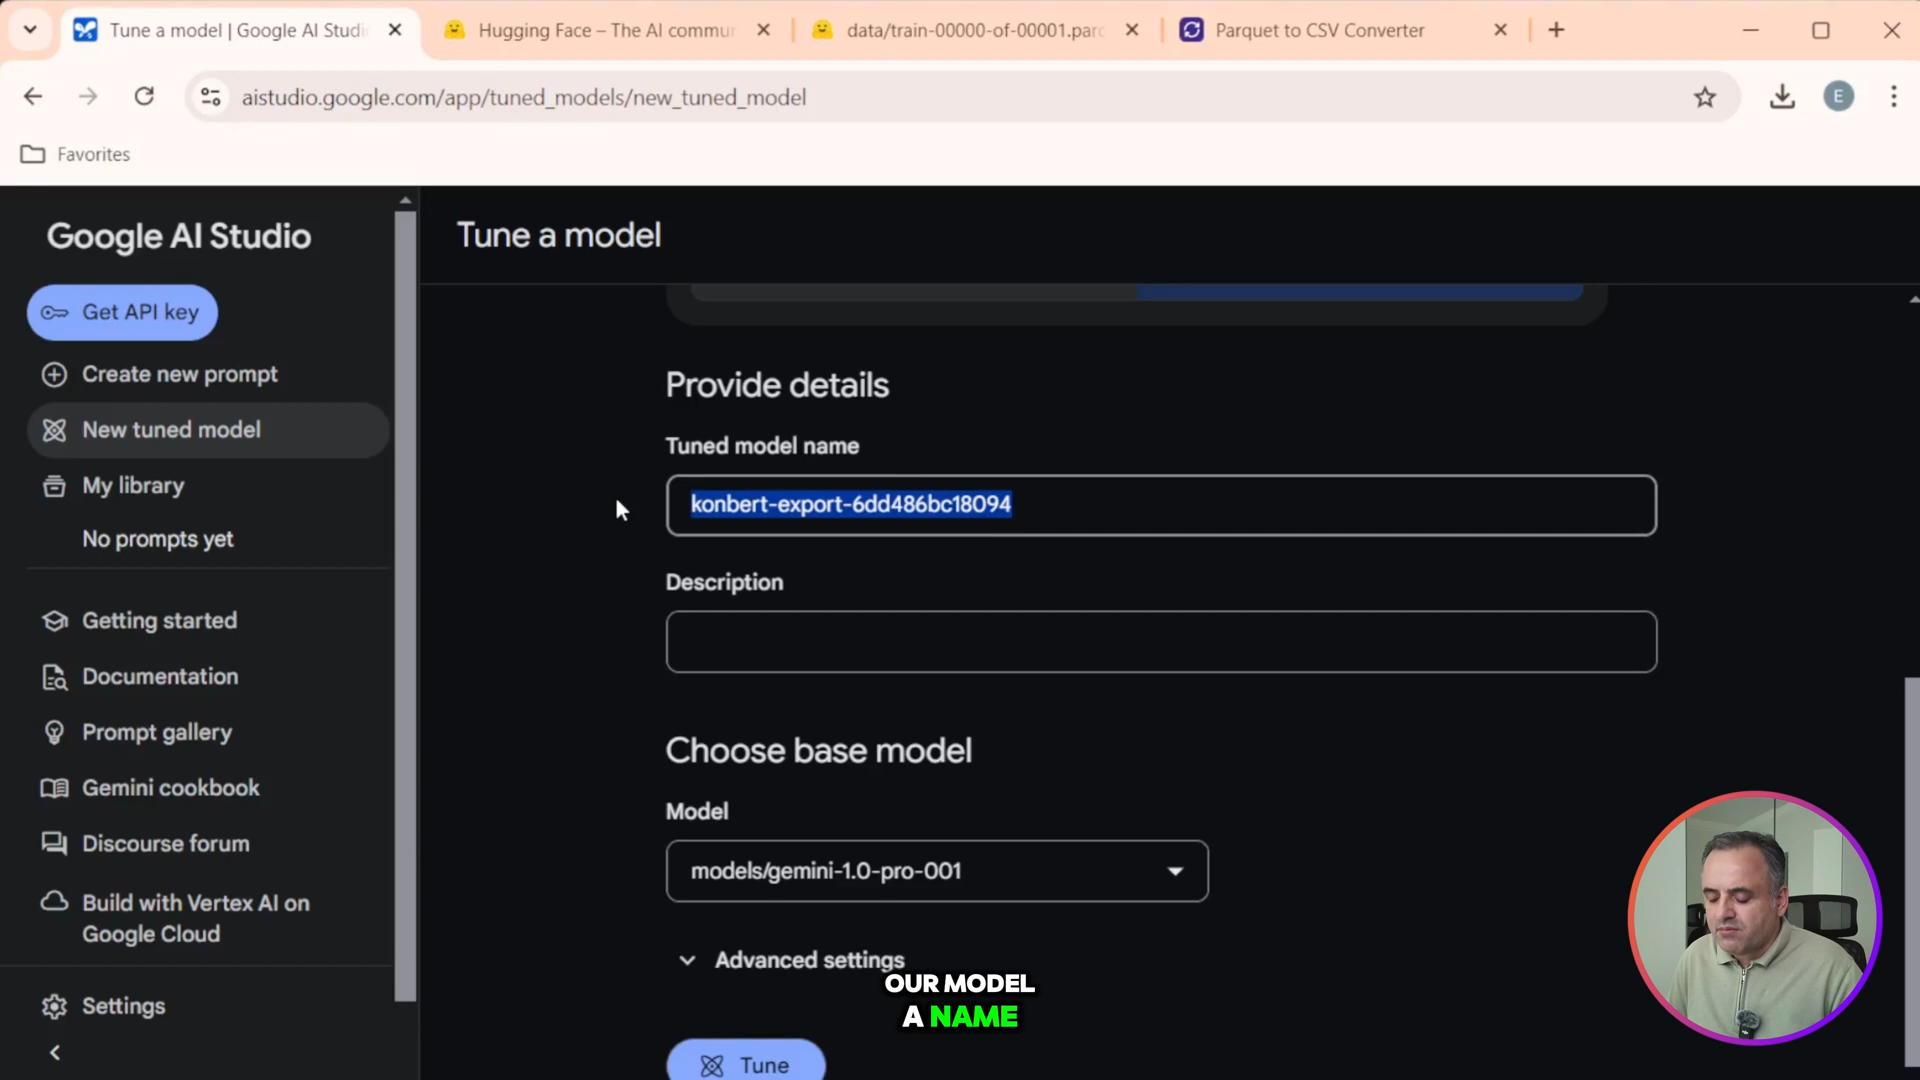 Tune a model | Google AI Studi
Hugging Face – The AI commur
data/train-00000-of-00001.parc
Parquet to CSV Converter
aistudio.google.com/app/tuned_models/new_tuned_model
E
Favorites
Google AI Studio
Get API key
Create new prompt
New tuned model
My library
No prompts yet
Getting started
Documentation
Prompt gallery
Gemini cookbook
Discourse forum
Build with Vertex AI on
Google Cloud
Settings
Tune a model
Provide details
Tuned model name
konbert-export-6dd486bc18094
Description
Choose base model
Model
models/gemini-1.0-pro-001
Advanced settings
Tune
OUR MODEL
A NAME